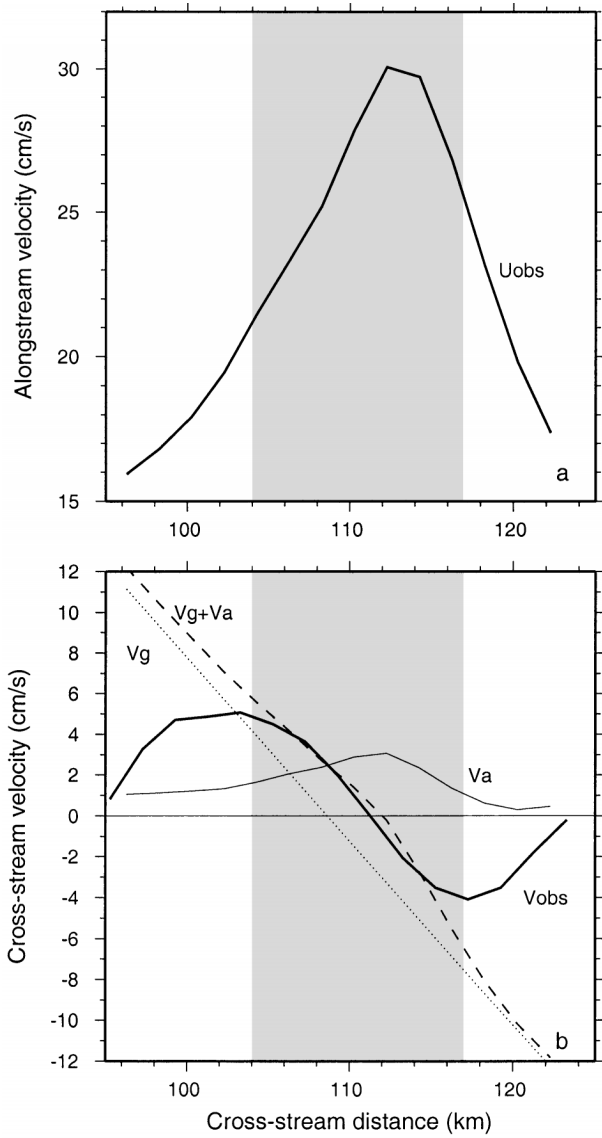 30
25
20
15
Alongstream velocity (cm/s)
Uobs
a
100
110
120
12
10
8
6
4
2
0
-2
-4
-6
-8
-10
-12
Cross-stream velocity (cm/s)
Vg+Va
Vg
Va
Vobs
b
100
110
120
Cross-stream distance (km)